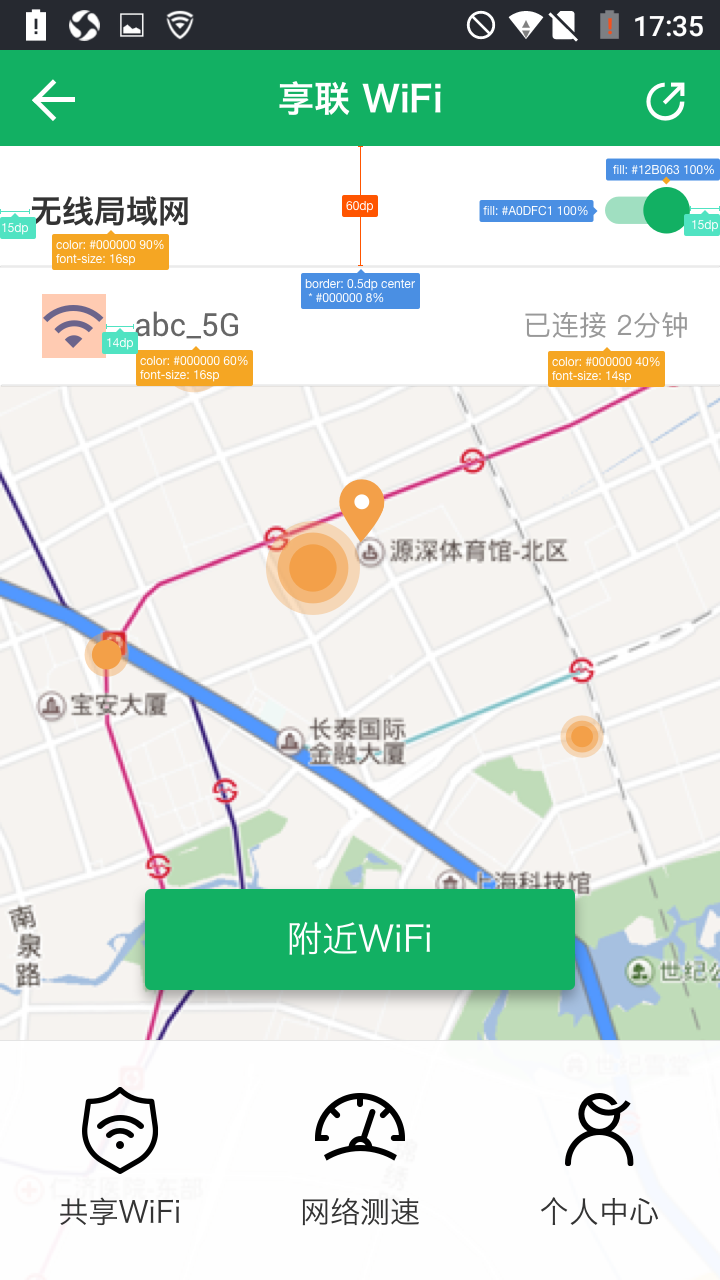 17:35
享联 WiFi
fill: #12B063 100%
无线局域网
60dp
fill: #A0DFC1 100%
15dp
15dp
color: #000000 90%
font-size: 16sp
border: 0.5dp center
* #000000 8%
abc_5G
已连接 2分钟
14dp
color: #000000 60%
font-size: 16sp
color: #000000 40%
font-size: 14sp
源深体育馆-北区
宝安大厦
长泰国际
金融大厦
上海科技馆
南泉路
世纪公
附近WiFi
共享WiFi
网络测速
个人中心